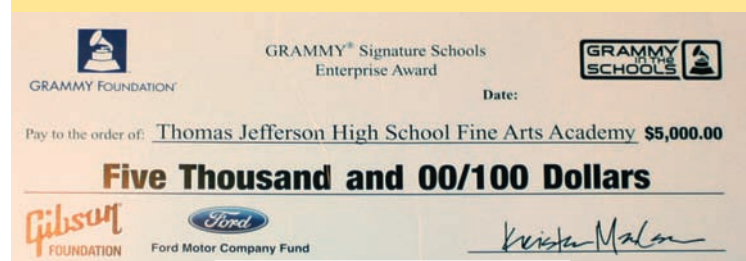 GRAMMY® Signature Schools
Enterprise Award
GRAMMY FOUNDATION
GRAMMY
IN THE
SCHOOLS
Date:
Pay to the order of: Thomas Jefferson High School Fine Arts Academy $5,000.00
Five Thousand and 00/100 Dollars
Gibson
FOUNDATION
Ford
Ford Motor Company Fund